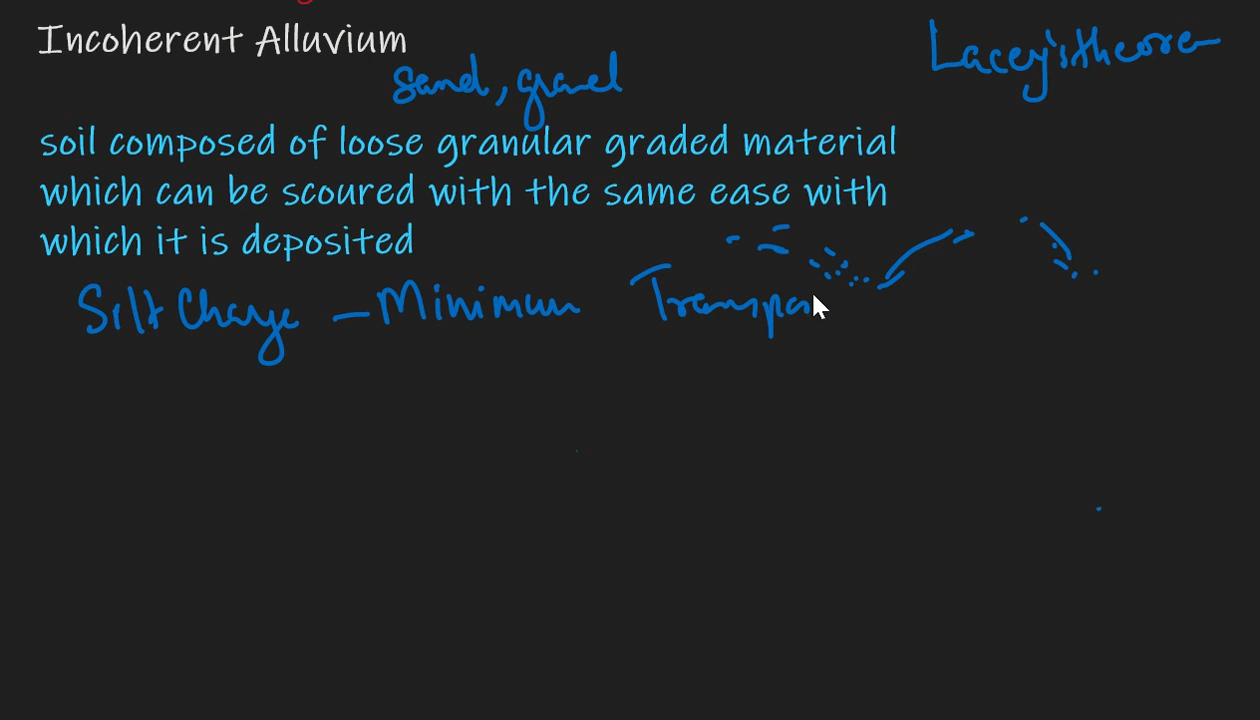 Incoherent Alluvium
Lacey's theore
sand, gravel
soil composed of loose granular graded material
which can be scoured with the same ease with
which it is deposited
Silt Charge – Minimum Transpo